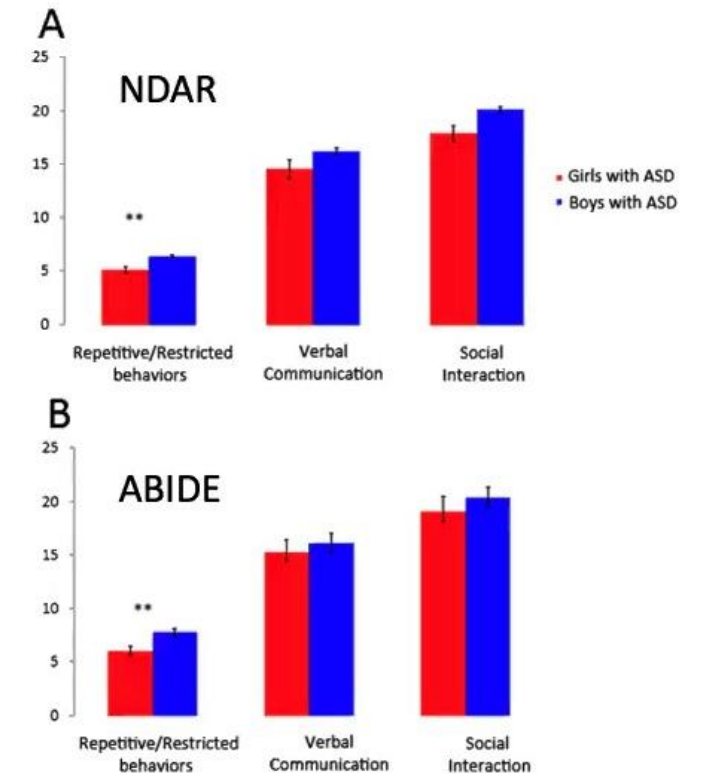 A
NDAR
25
20
15
10
5
0
**
Girls with ASD
Boys with ASD
Repetitive/Restricted
behaviors
Verbal
Communication
Social
Interaction
B
ABIDE
25
20
15
10
5
0
**
Repetitive/Restricted
behaviors
Verbal
Communication
Social
Interaction